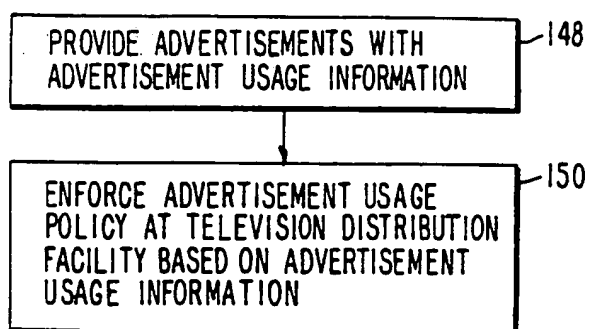 PROVIDE ADVERTISEMENTS WITH
ADVERTISEMENT USAGE INFORMATION
148
ENFORCE ADVERTISEMENT USAGE
POLICY AT TELEVISION DISTRIBUTION
FACILITY BASED ON ADVERTISEMENT
USAGE INFORMATION
150